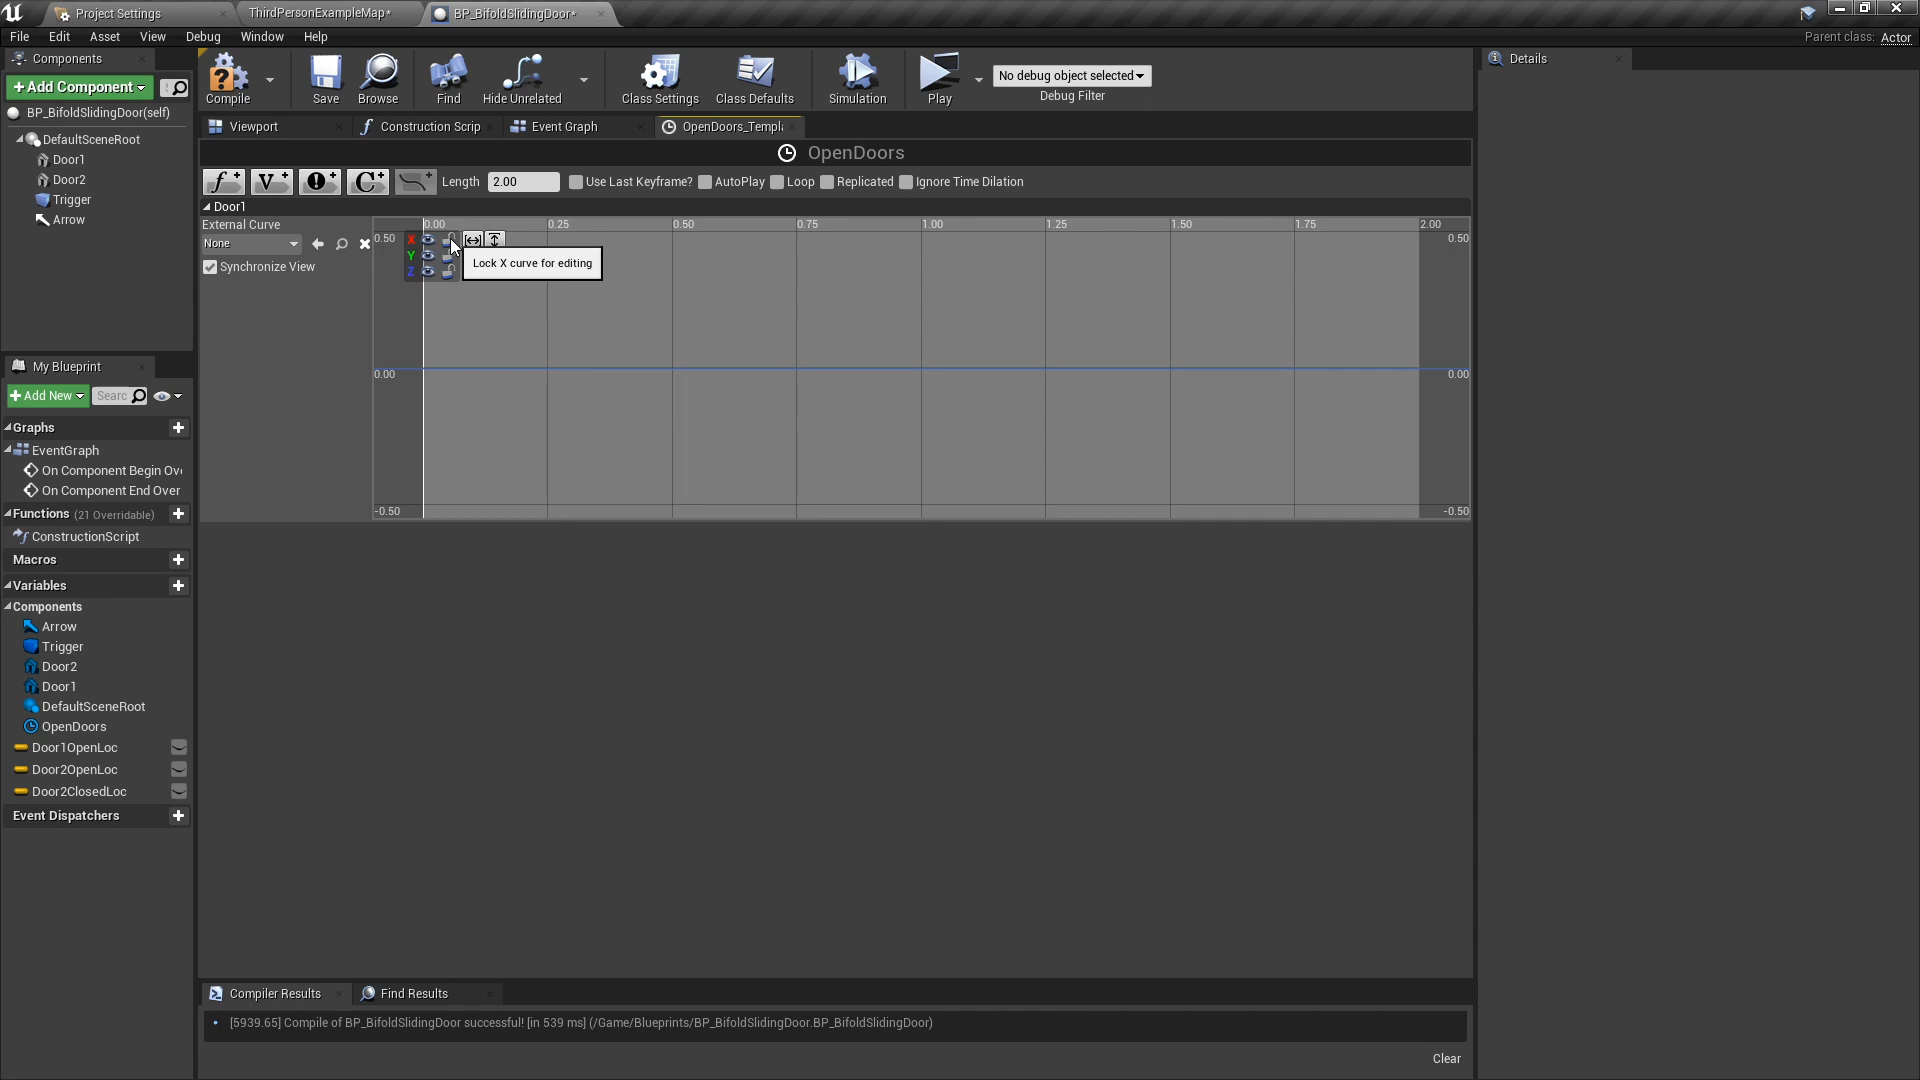 Project Settings
ThirdPersonExampleMap*
BP_BifoldSlidingDoor*
File Edit Asset View Debug Window Help
Parent class: Actor
Components
Details
+Add Component
Compile
Save
Browse
Find
Hide Unrelated
Class Settings
Class Defaults
Simulation
Play
No debug object selected
Debug Filter
BP_BifoldSlidingDoor(self)
Viewport
Construction Scrip
Event Graph
OpenDoors_Templ
DefaultSceneRoot
Door1
Door2
Trigger
Arrow
OpenDoors
f+ V+ !+ C+
Length 2.00
Use Last Keyframe?
AutoPlay
Loop
Replicated
Ignore Time Dilation
Door1
External Curve
None
Synchronize View
0.00 0.25 0.50 0.75 1.00 1.25 1.50 1.75 2.00
0.50 0.50
X
Y
Z
Lock X curve for editing
0.00 0.00
-0.50 -0.50
My Blueprint
+Add New
Searc
Graphs
EventGraph
On Component Begin Ov
On Component End Over
Functions (21 Overridable)
ConstructionScript
Macros
Variables
Components
Arrow
Trigger
Door2
Door1
DefaultSceneRoot
OpenDoors
Door1OpenLoc
Door2OpenLoc
Door2ClosedLoc
Event Dispatchers
Compiler Results
Find Results
[5939.65] Compile of BP_BifoldSlidingDoor successful! [in 539 ms] (/Game/Blueprints/BP_BifoldSlidingDoor.BP_BifoldSlidingDoor)
Clear